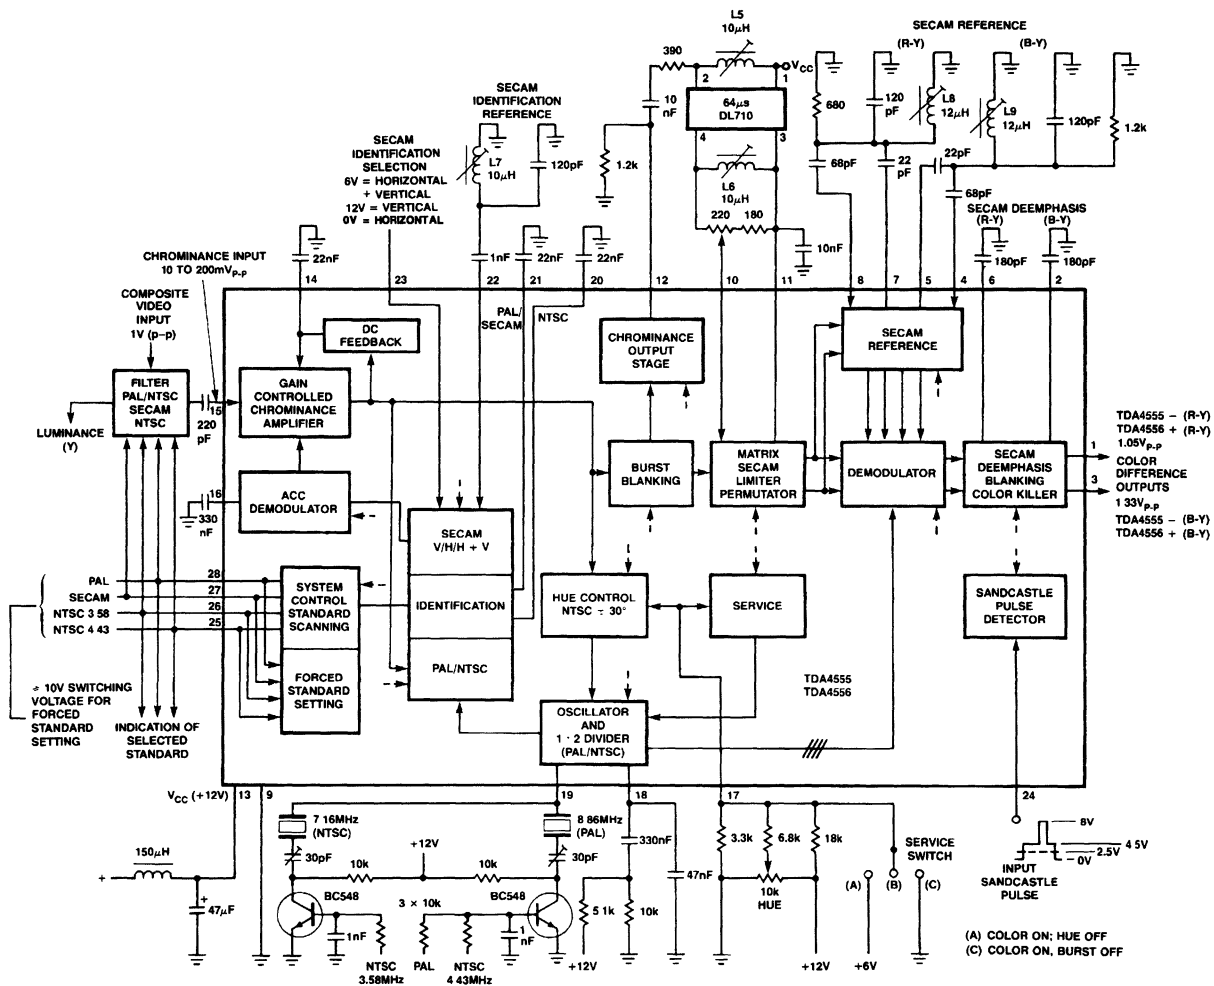 L5
10μH
SECAM REFERENCE
(R-Y)
(B-Y)
390
2
1
VCC
10
nF
64μs
DL710
4
3
680
120
pF
L8
12μH
L9
12μH
120pF
1.2k
SECAM
IDENTIFICATION
REFERENCE
L7
10μH
120pF
1.2k
L6
10μH
220
180
10nF
68pF
22
pF
22pF
68pF
SECAM DEEMPHASIS
(R-Y)
(B-Y)
180pF
180pF
SECAM
IDENTIFICATION
SELECTION
6V = HORIZONTAL
+ VERTICAL
12V = VERTICAL
0V = HORIZONTAL
22nF
1nF
22nF
22nF
CHROMINANCE INPUT
10 TO 200mVP-P
14
23
22
21
20
12
10
11
8
7
5
4
6
2
COMPOSITE
VIDEO
INPUT
1V (p–p)
PAL/
SECAM
NTSC
DC
FEEDBACK
CHROMINANCE
OUTPUT
STAGE
SECAM
REFERENCE
FILTER
PAL/NTSC
SECAM
NTSC
15
220
pF
GAIN
CONTROLLED
CHROMINANCE
AMPLIFIER
LUMINANCE
(Y)
BURST
BLANKING
MATRIX
SECAM
LIMITER
PERMUTATOR
DEMODULATOR
SECAM
DEEMPHASIS
BLANKING
COLOR KILLER
1
3
TDA4555 – (R-Y)
TDA4556 + (R-Y)
1.05VP-P
COLOR
DIFFERENCE
OUTPUTS
1 33VP-P
TDA4555 – (B-Y)
TDA4556 + (B-Y)
16
330
nF
ACC
DEMODULATOR
SECAM
V/H/H + V
IDENTIFICATION
PAL/NTSC
PAL
SECAM
NTSC 3 58
NTSC 4 43
28
27
26
25
SYSTEM
CONTROL
STANDARD
SCANNING
FORCED
STANDARD
SETTING
HUE CONTROL
NTSC ∓ 30°
SERVICE
SANDCASTLE
PULSE
DETECTOR
10V SWITCHING
VOLTAGE FOR
FORCED
STANDARD
SETTING
INDICATION OF
SELECTED
STANDARD
OSCILLATOR
AND
1 · 2 DIVIDER
(PAL/NTSC)
TDA4555
TDA4556
VCC (+12V)
13
9
19
18
17
24
7 16MHz
(NTSC)
8 86MHz
(PAL)
150μH
+
+
47μF
30pF
10k
+12V
10k
30pF
330nF
47nF
BC548
1nF
3 × 10k
BC548
1
nF
5 1k
10k
NTSC
3.58MHz
PAL
NTSC
4 43MHz
+12V
3.3k
6.8k
18k
10k
HUE
+12V
SERVICE
SWITCH
(A)
(B)
(C)
+6V
8V
4 5V
2.5V
0V
INPUT
SANDCASTLE
PULSE
(A) COLOR ON; HUE OFF
(C) COLOR ON, BURST OFF